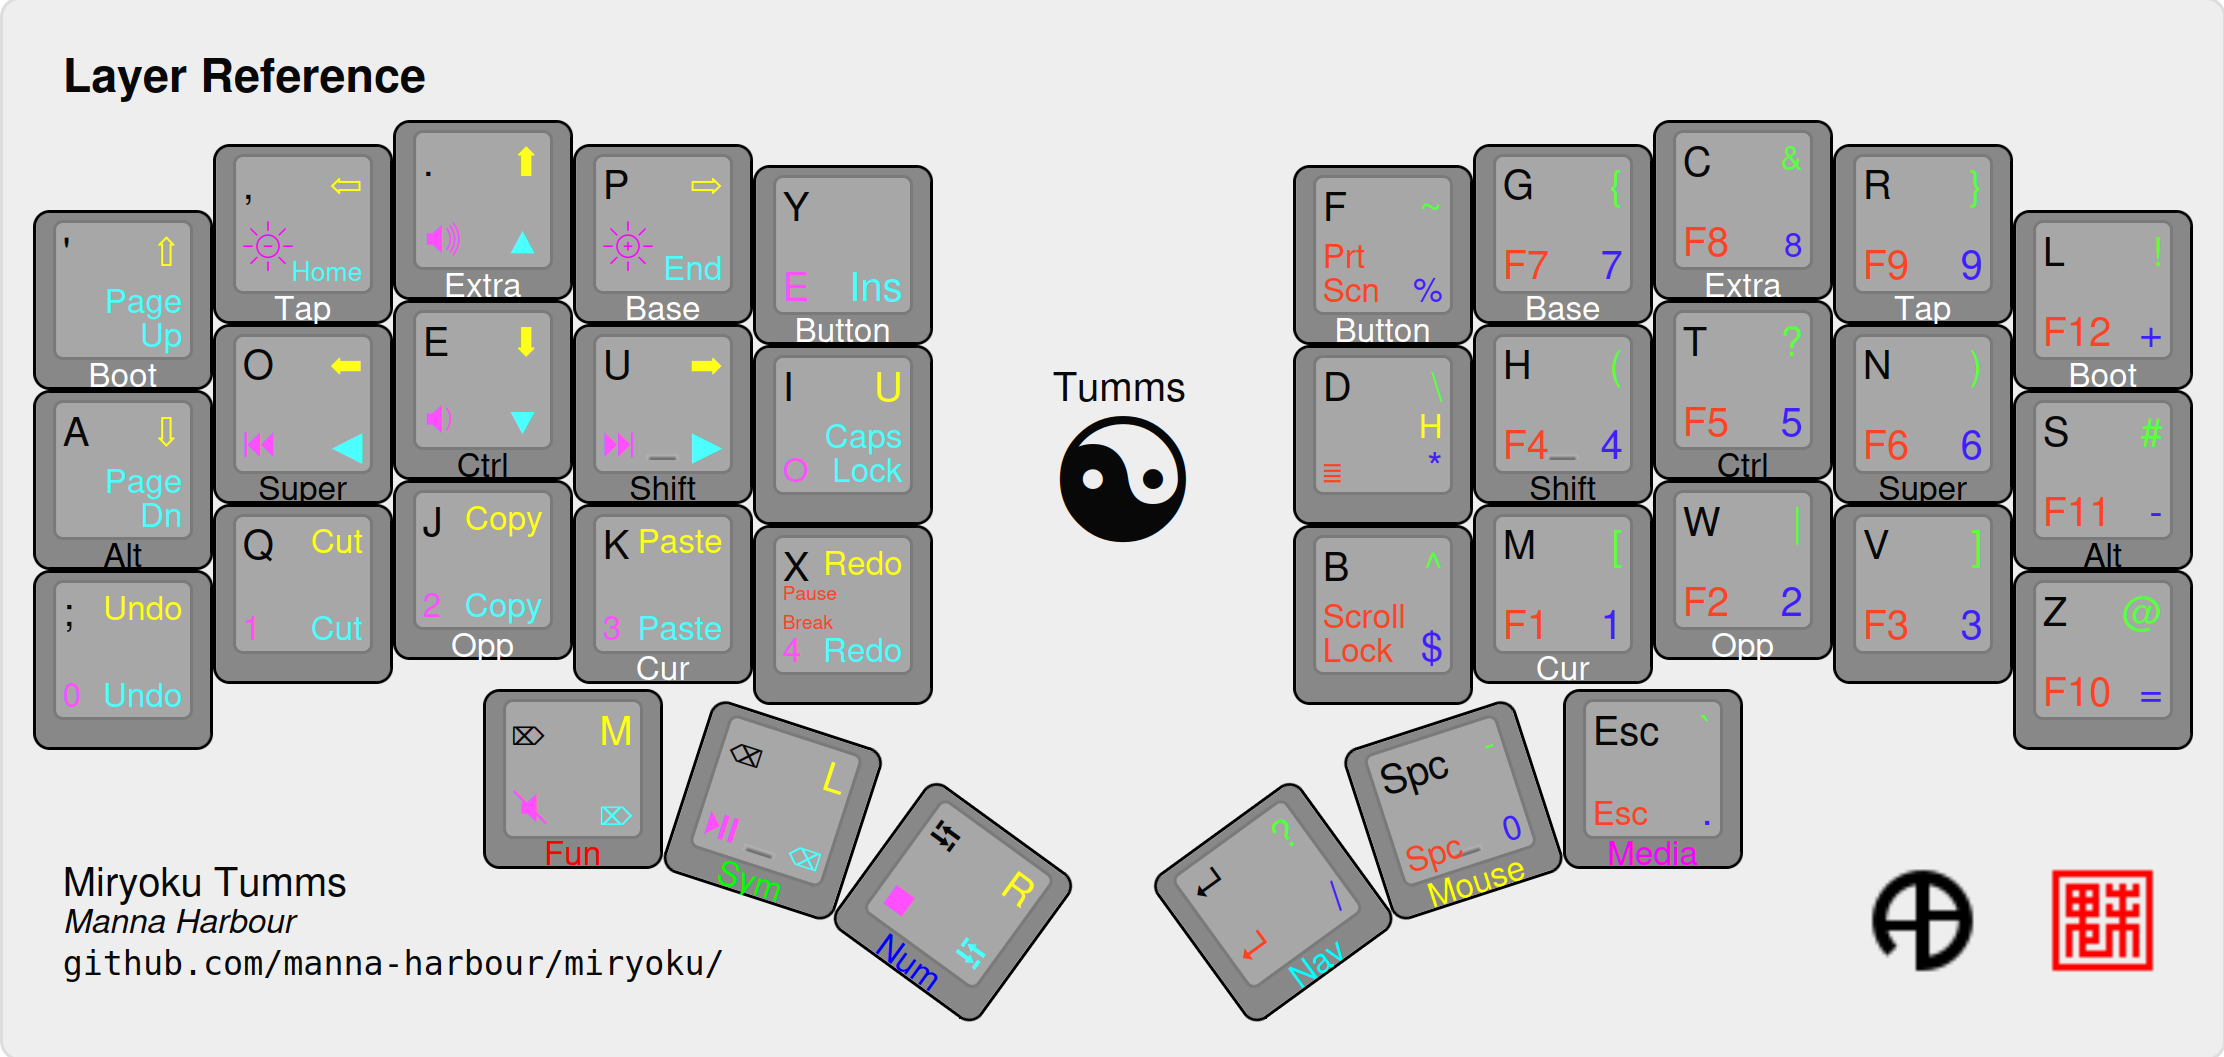 Layer Reference
'
Page
Up
Boot
,
Home
Tap
.
Extra
P
End
Base
Y
E Ins
Button
F ~
Prt
Scn %
Button
G {
F7 7
Base
C &
F8 8
Extra
R }
F9 9
Tap
L !
F12 +
Boot
A
Page
Dn
Alt
O
Super
E
Ctrl
U
Shift
I U
Caps
O Lock
Tumms
D \
H
*
H (
F4 4
Shift
T ?
F5 5
Ctrl
N )
F6 6
Super
S #
F11 -
Alt
; Undo
0 Undo
Q Cut
1 Cut
J Copy
2 Copy
Opp
K Paste
3 Paste
Cur
X Redo
Pause
Break
4 Redo
B ^
Scroll
Lock $
M [
F1 1
Cur
W |
F2 2
Opp
V ]
F3 3
Z @
F10 =
⌦ M
⌦
Fun
⌫ L
⌫
Sym
R
Num
?
\
Nav
Spc -
Spc 0
Mouse
Esc `
Esc .
Media
Miryoku Tumms
Manna Harbour
github.com/manna-harbour/miryoku/